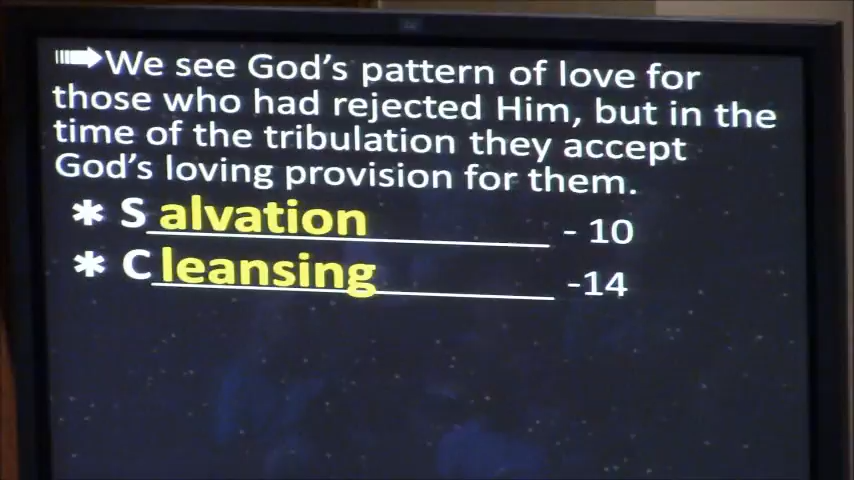 We see God's pattern of love for
those who had rejected Him, but in the
time of the tribulation they accept
God's loving provision for them.
* Salvation - 10
* Cleansing -14